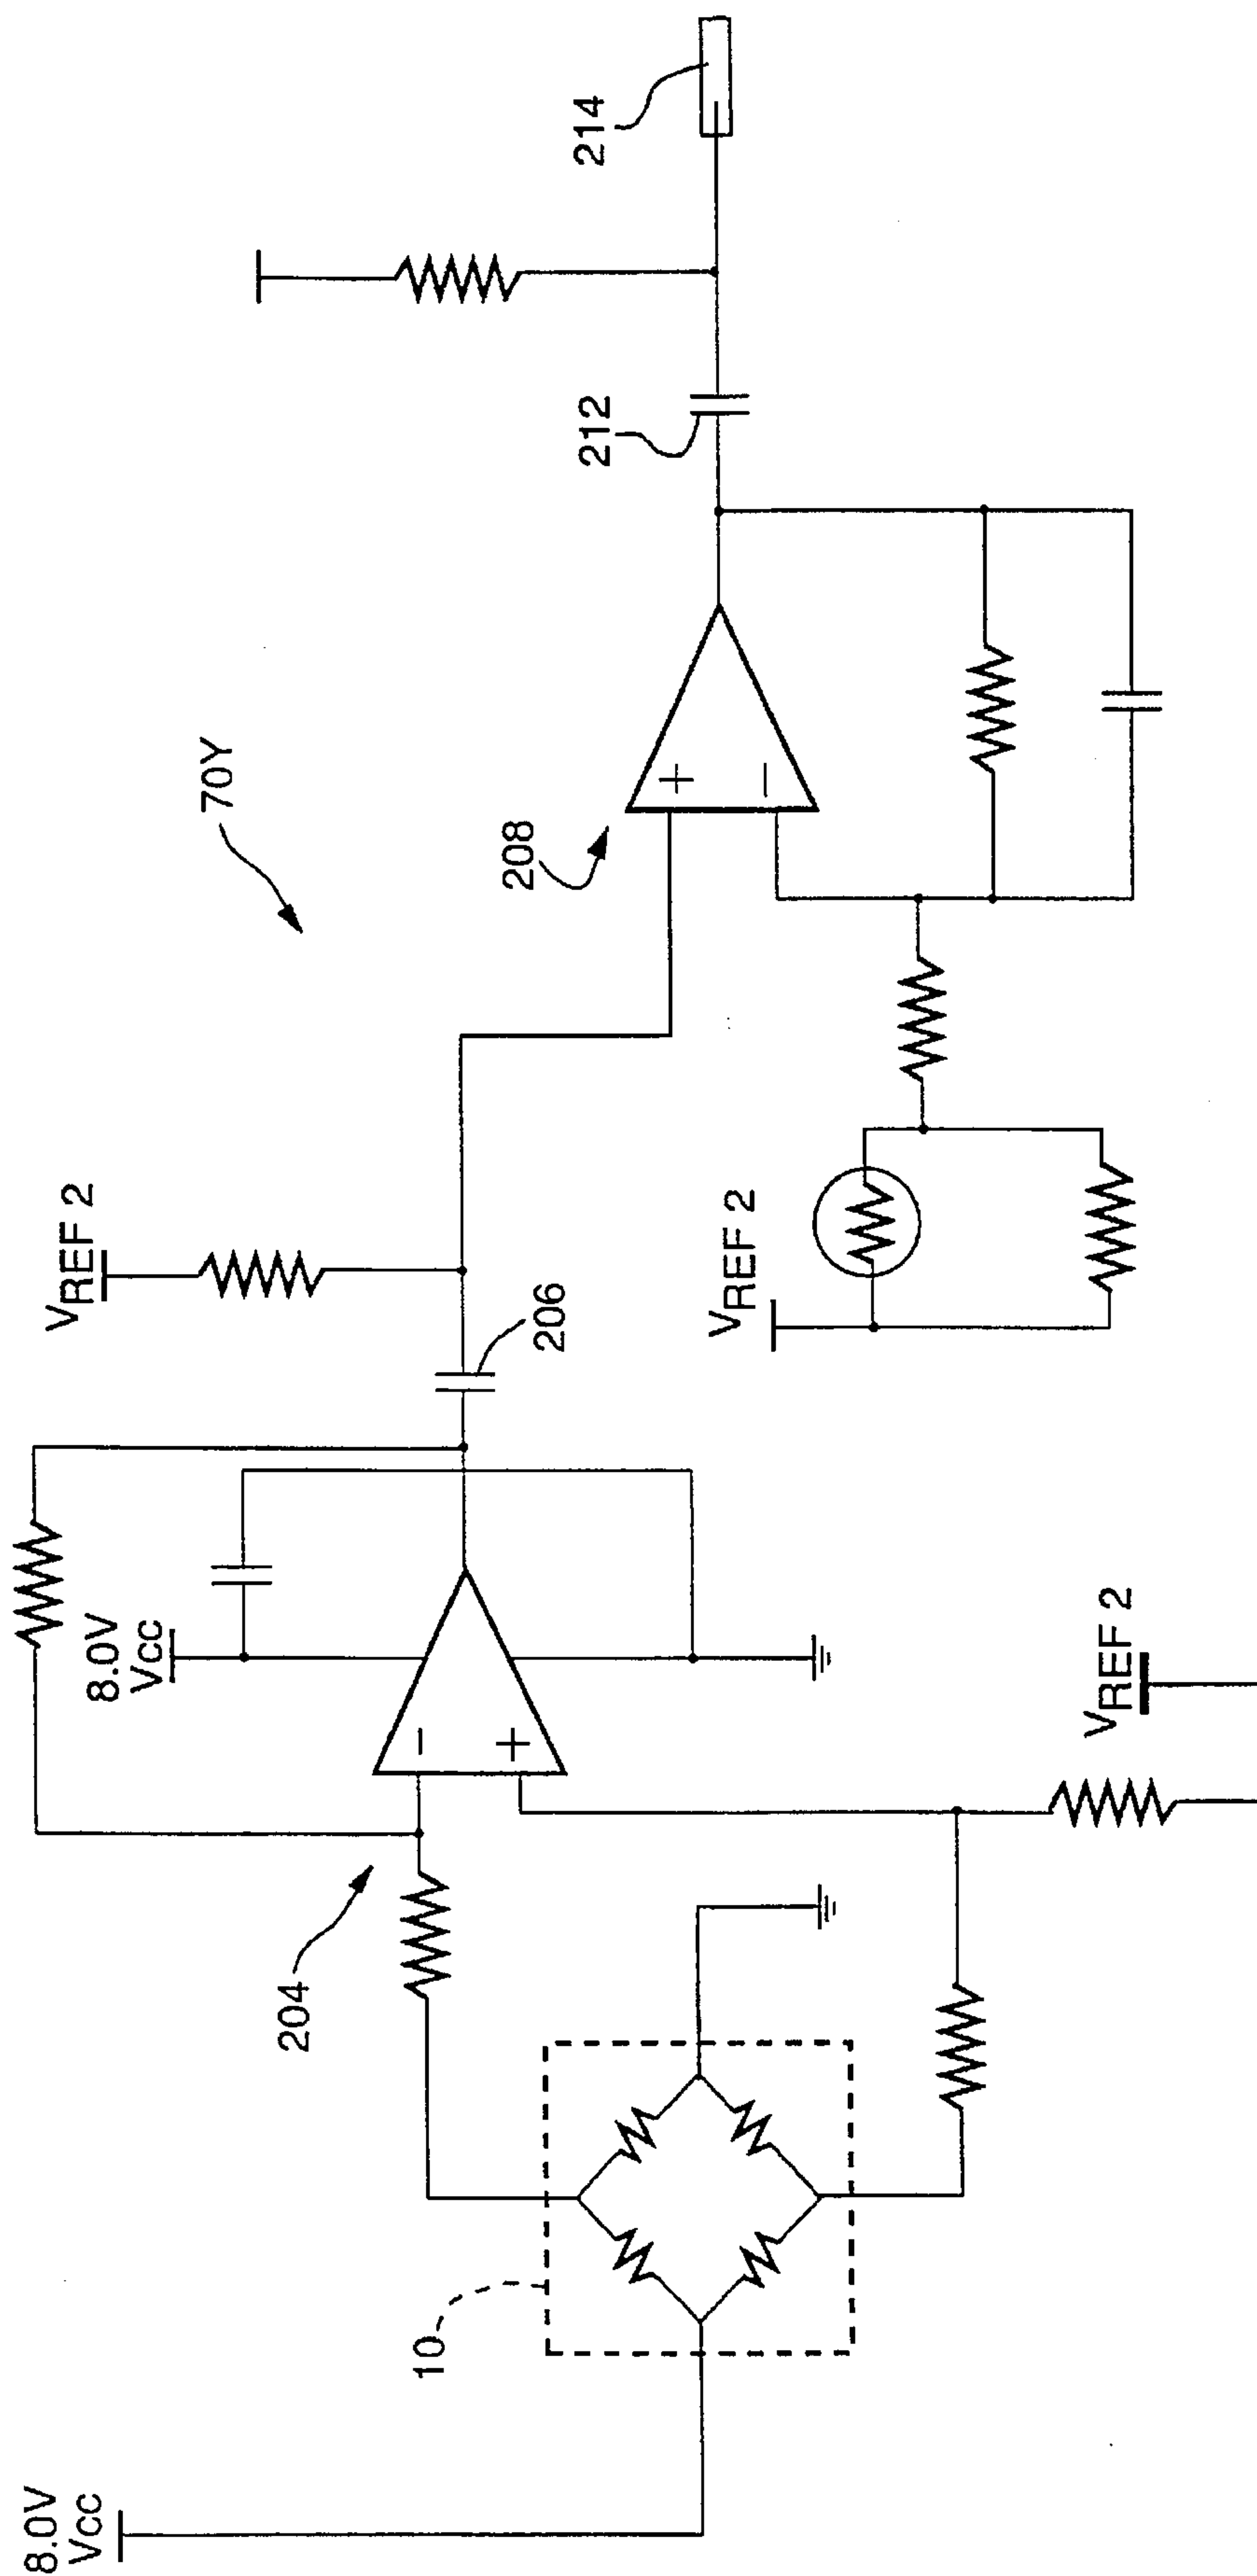 8.0V
VCC
10
204
8.0V
VCC
VREF 2
VREF 2
206
VREF 2
70Y
208
212
214
+
−
−
+